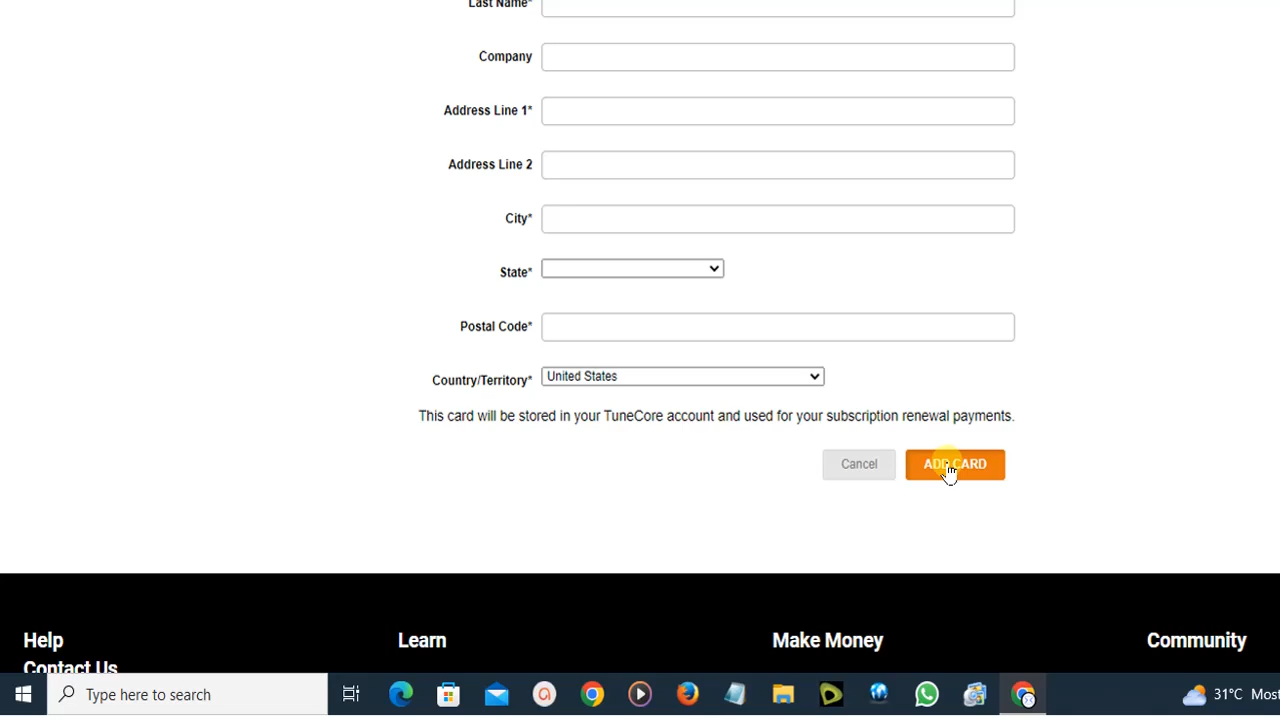 Last Name*
Company
Address Line 1*
Address Line 2
City*
State*
Postal Code*
Country/Territory* United States
This card will be stored in your TuneCore account and used for your subscription renewal payments.
Cancel ADD CARD
Help Learn Make Money Community
Contact Us
Type here to search 31°C Most